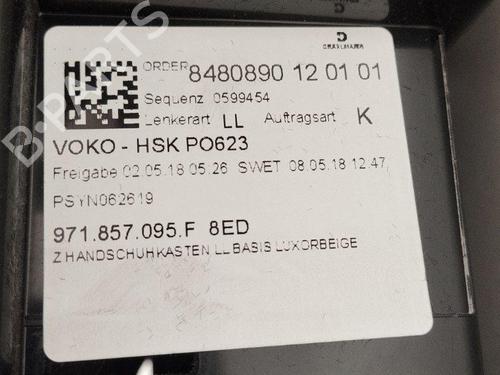 DRÄXLMAIER
ORDER 8480890 12 01 01
Sequenz 0599454
Lenkerart LL Auftragsart K
VOKO - HSK PO623
Freigabe 02.05.18 05.26 SWET 08.05.18 12.47
PSYN062619
971.857.095.F 8ED
Z HANDSCHUHKASTEN LL BASIS LUXORBEIGE
B-PARTS